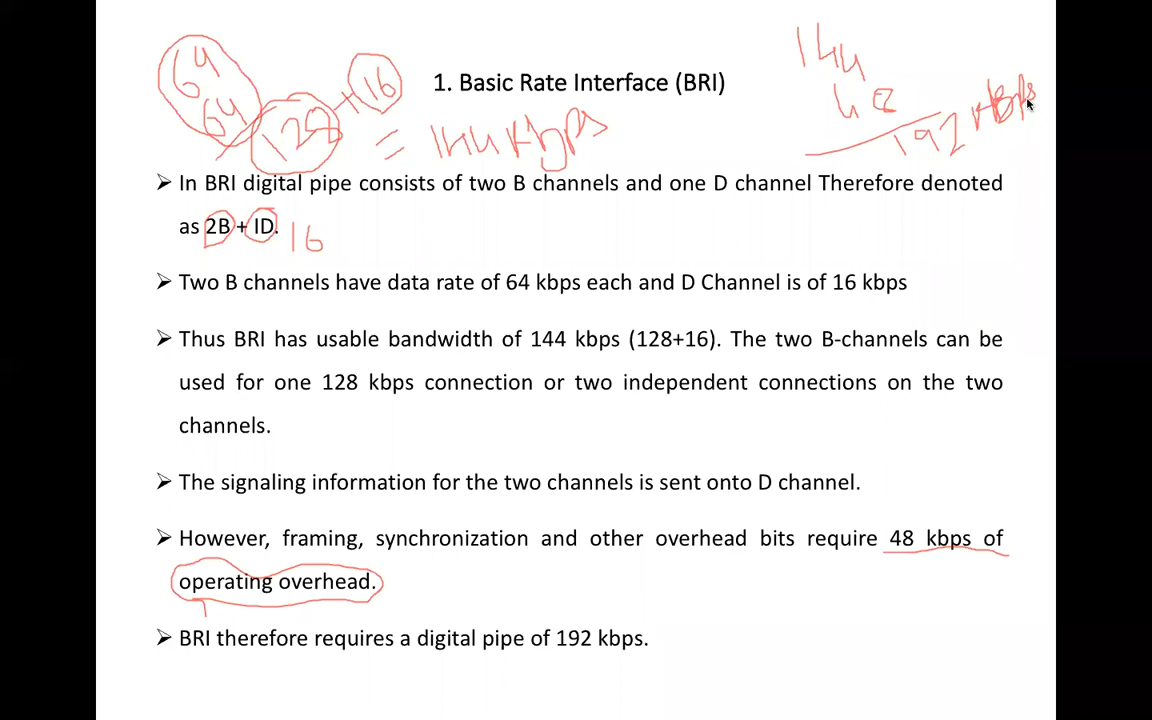 64
64
128 + 16
= 144 kbps
144
48
192 kbps
1. Basic Rate Interface (BRI)
➢ In BRI digital pipe consists of two B channels and one D channel Therefore denoted
as 2B + ID. 16
➢ Two B channels have data rate of 64 kbps each and D Channel is of 16 kbps
➢ Thus BRI has usable bandwidth of 144 kbps (128+16). The two B-channels can be
used for one 128 kbps connection or two independent connections on the two
channels.
➢ The signaling information for the two channels is sent onto D channel.
➢ However, framing, synchronization and other overhead bits require 48 kbps of
operating overhead.
➢ BRI therefore requires a digital pipe of 192 kbps.